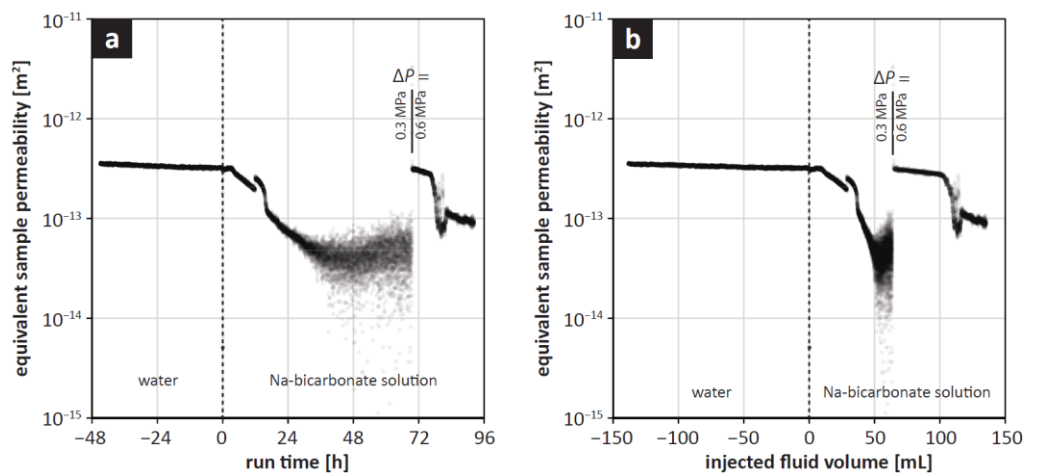 a
equivalent sample permeability [m²]
10⁻¹¹
10⁻¹²
10⁻¹³
10⁻¹⁴
10⁻¹⁵
ΔP =
0.3 MPa
0.6 MPa
water
Na-bicarbonate solution
−48
−24
0
24
48
72
96
run time [h]
b
equivalent sample permeability [m²]
10⁻¹¹
10⁻¹²
10⁻¹³
10⁻¹⁴
10⁻¹⁵
ΔP =
0.3 MPa
0.6 MPa
water
Na-bicarbonate solution
−150
−100
−50
0
50
100
150
injected fluid volume [mL]